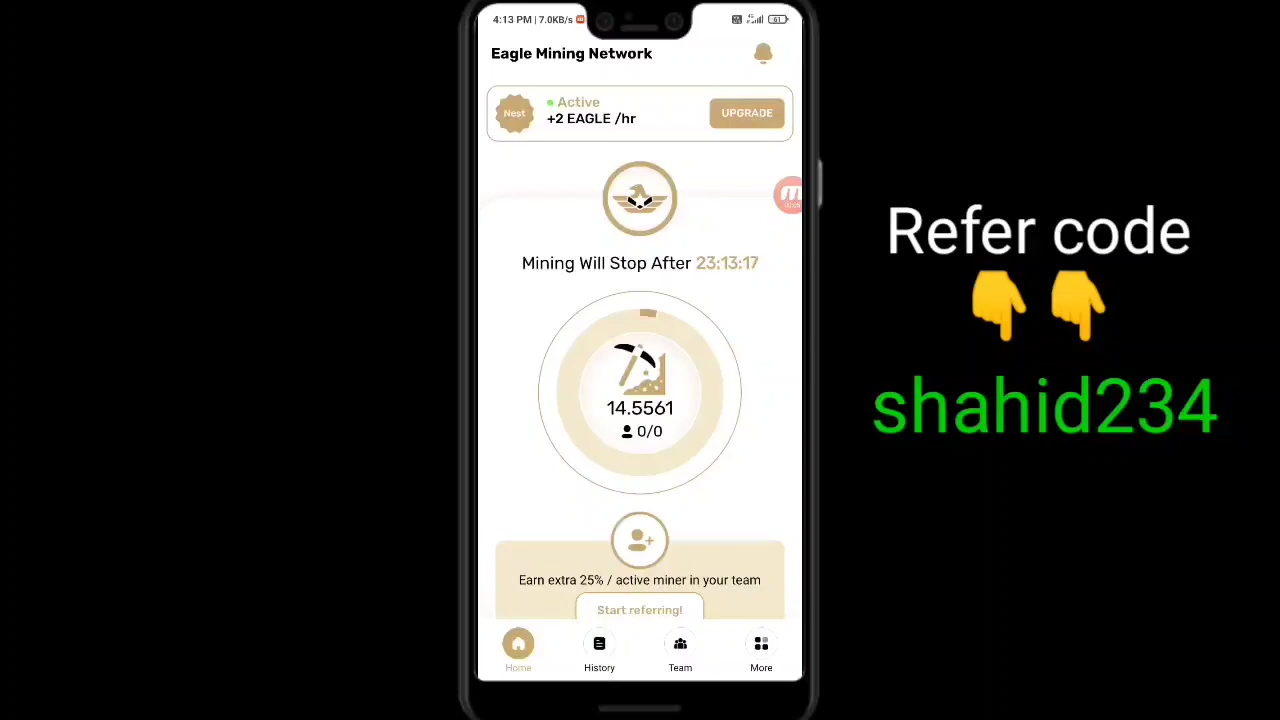 4:13 PM | 7.0KB/s
61
Eagle Mining Network
Nest
Active
+2 EAGLE /hr
UPGRADE
Mining Will Stop After 23:13:17
14.5561
0/0
Earn extra 25% / active miner in your team
Start referring!
Home
History
Team
More
Refer code
👇👇
shahid234